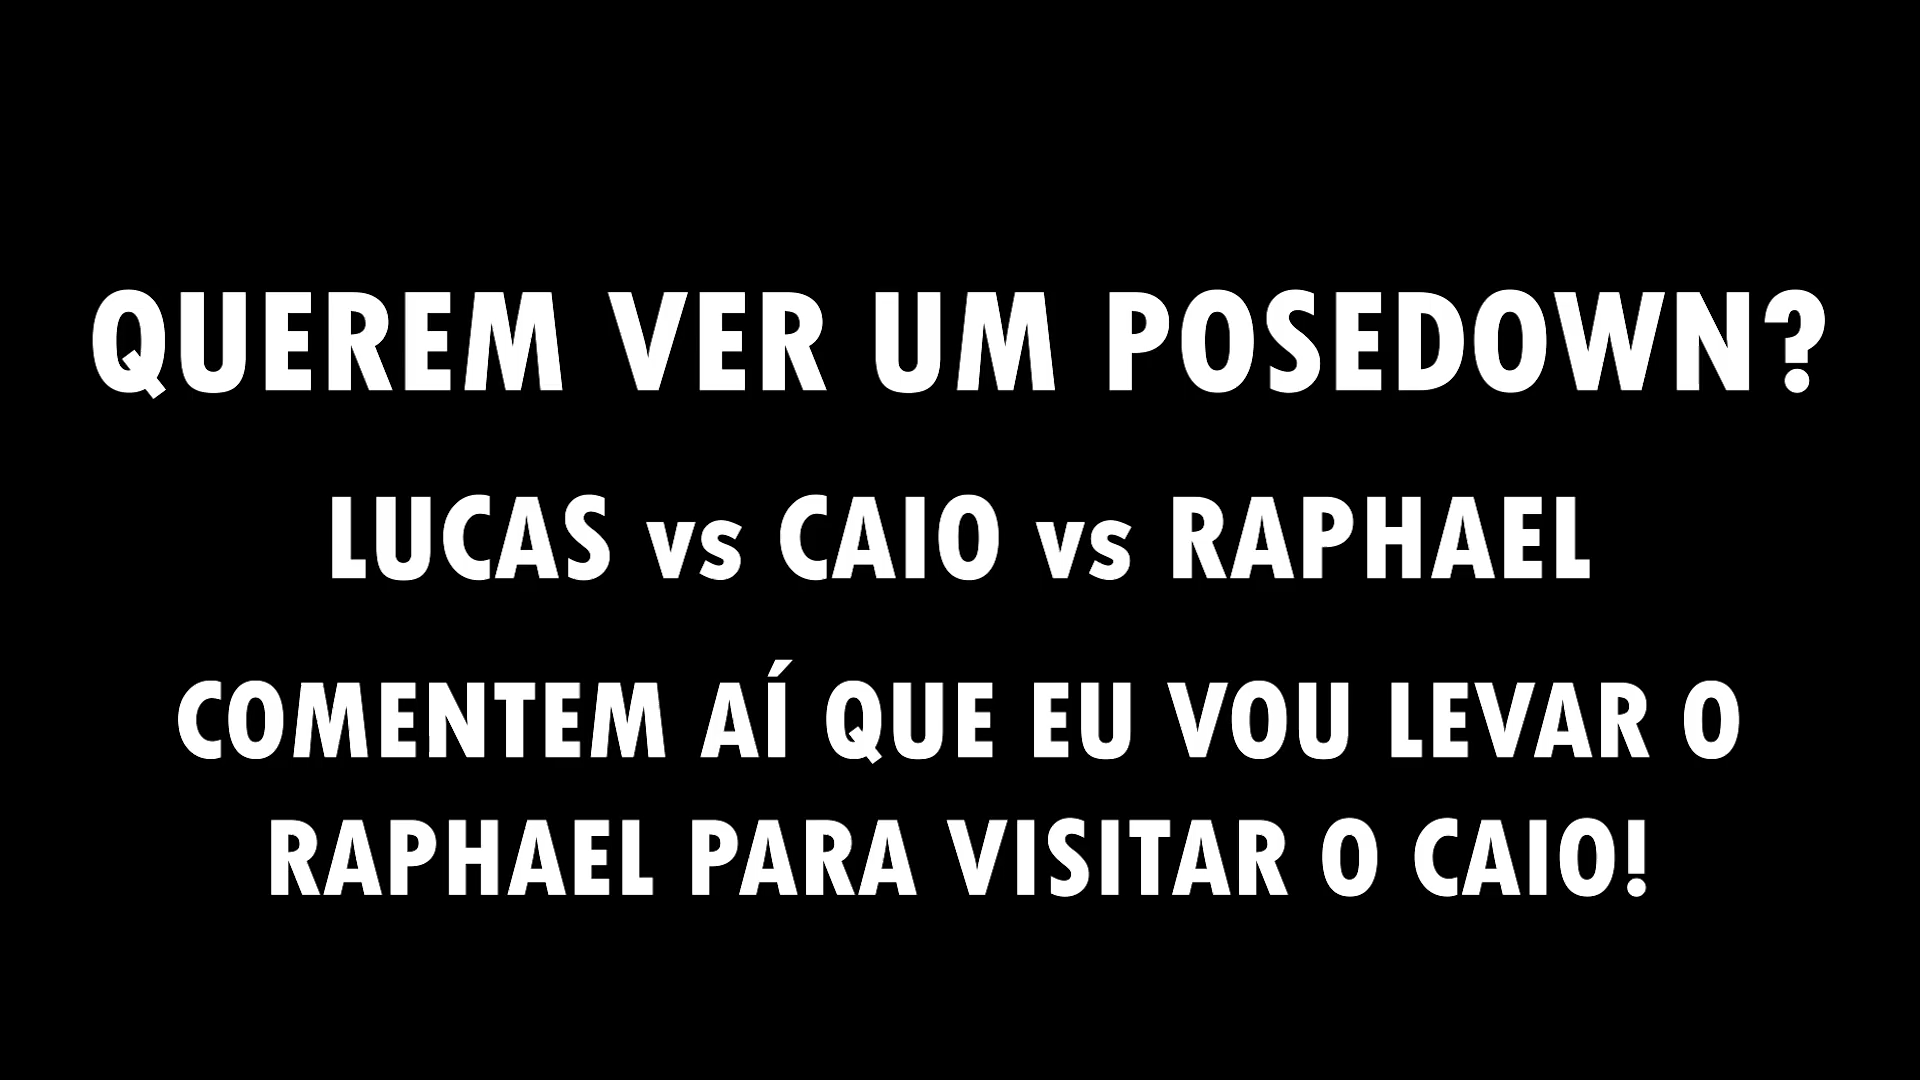 QUEREM VER UM POSEDOWN?
LUCAS vs CAIO vs RAPHAEL
COMENTEM AÍ QUE EU VOU LEVAR O
RAPHAEL PARA VISITAR O CAIO!